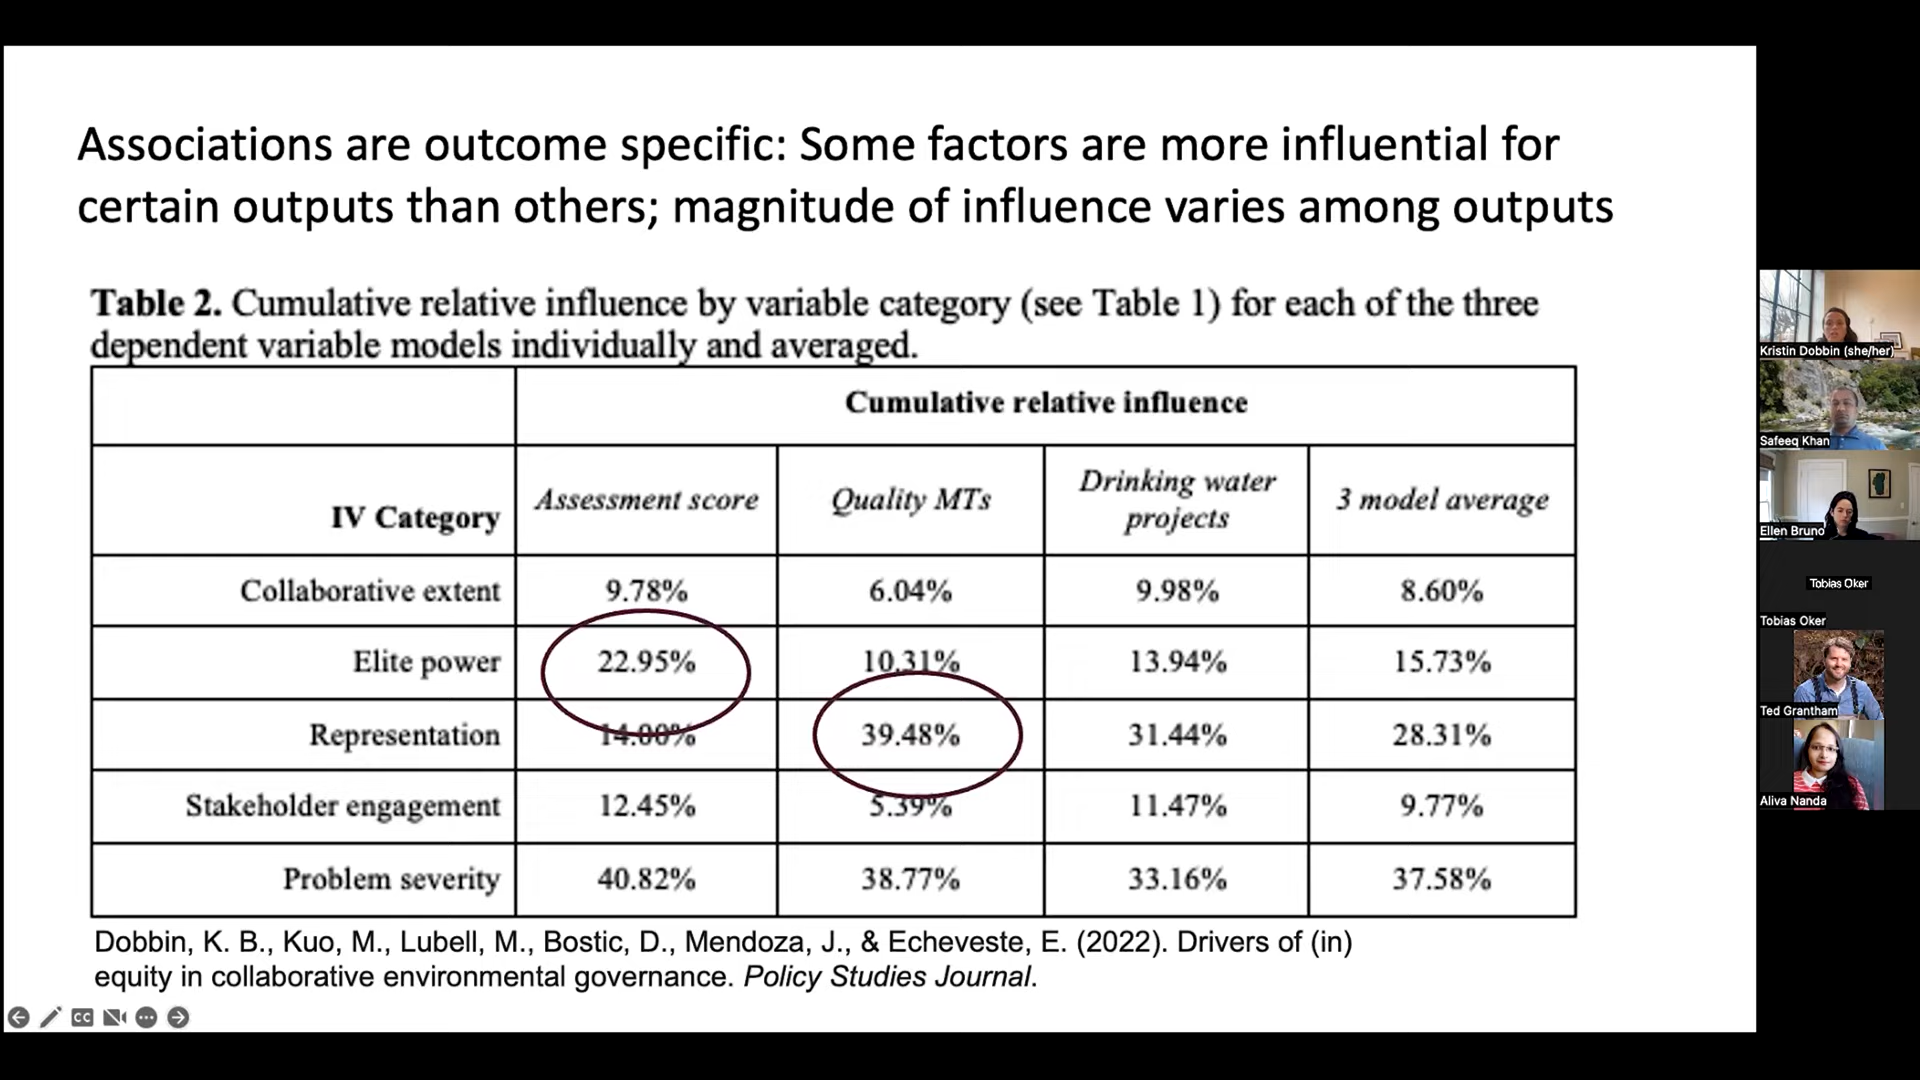 Associations are outcome specific: Some factors are more influential for
certain outputs than others; magnitude of influence varies among outputs
Table 2. Cumulative relative influence by variable category (see Table 1) for each of the three
dependent variable models individually and averaged.
Cumulative relative influence
IV Category
Assessment score
Quality MTs
Drinking water
projects
3 model average
Collaborative extent 9.78% 6.04% 9.98% 8.60%
Elite power 22.95% 10.31% 13.94% 15.73%
Representation 14.00% 39.48% 31.44% 28.31%
Stakeholder engagement 12.45% 5.39% 11.47% 9.77%
Problem severity 40.82% 38.77% 33.16% 37.58%
Dobbin, K. B., Kuo, M., Lubell, M., Bostic, D., Mendoza, J., & Echeveste, E. (2022). Drivers of (in)
equity in collaborative environmental governance. Policy Studies Journal.
CC
Kristin Dobbin (she/her)
Safeeq Khan
Ellen Bruno
Tobias Oker
Tobias Oker
Ted Grantham
Aliva Nanda